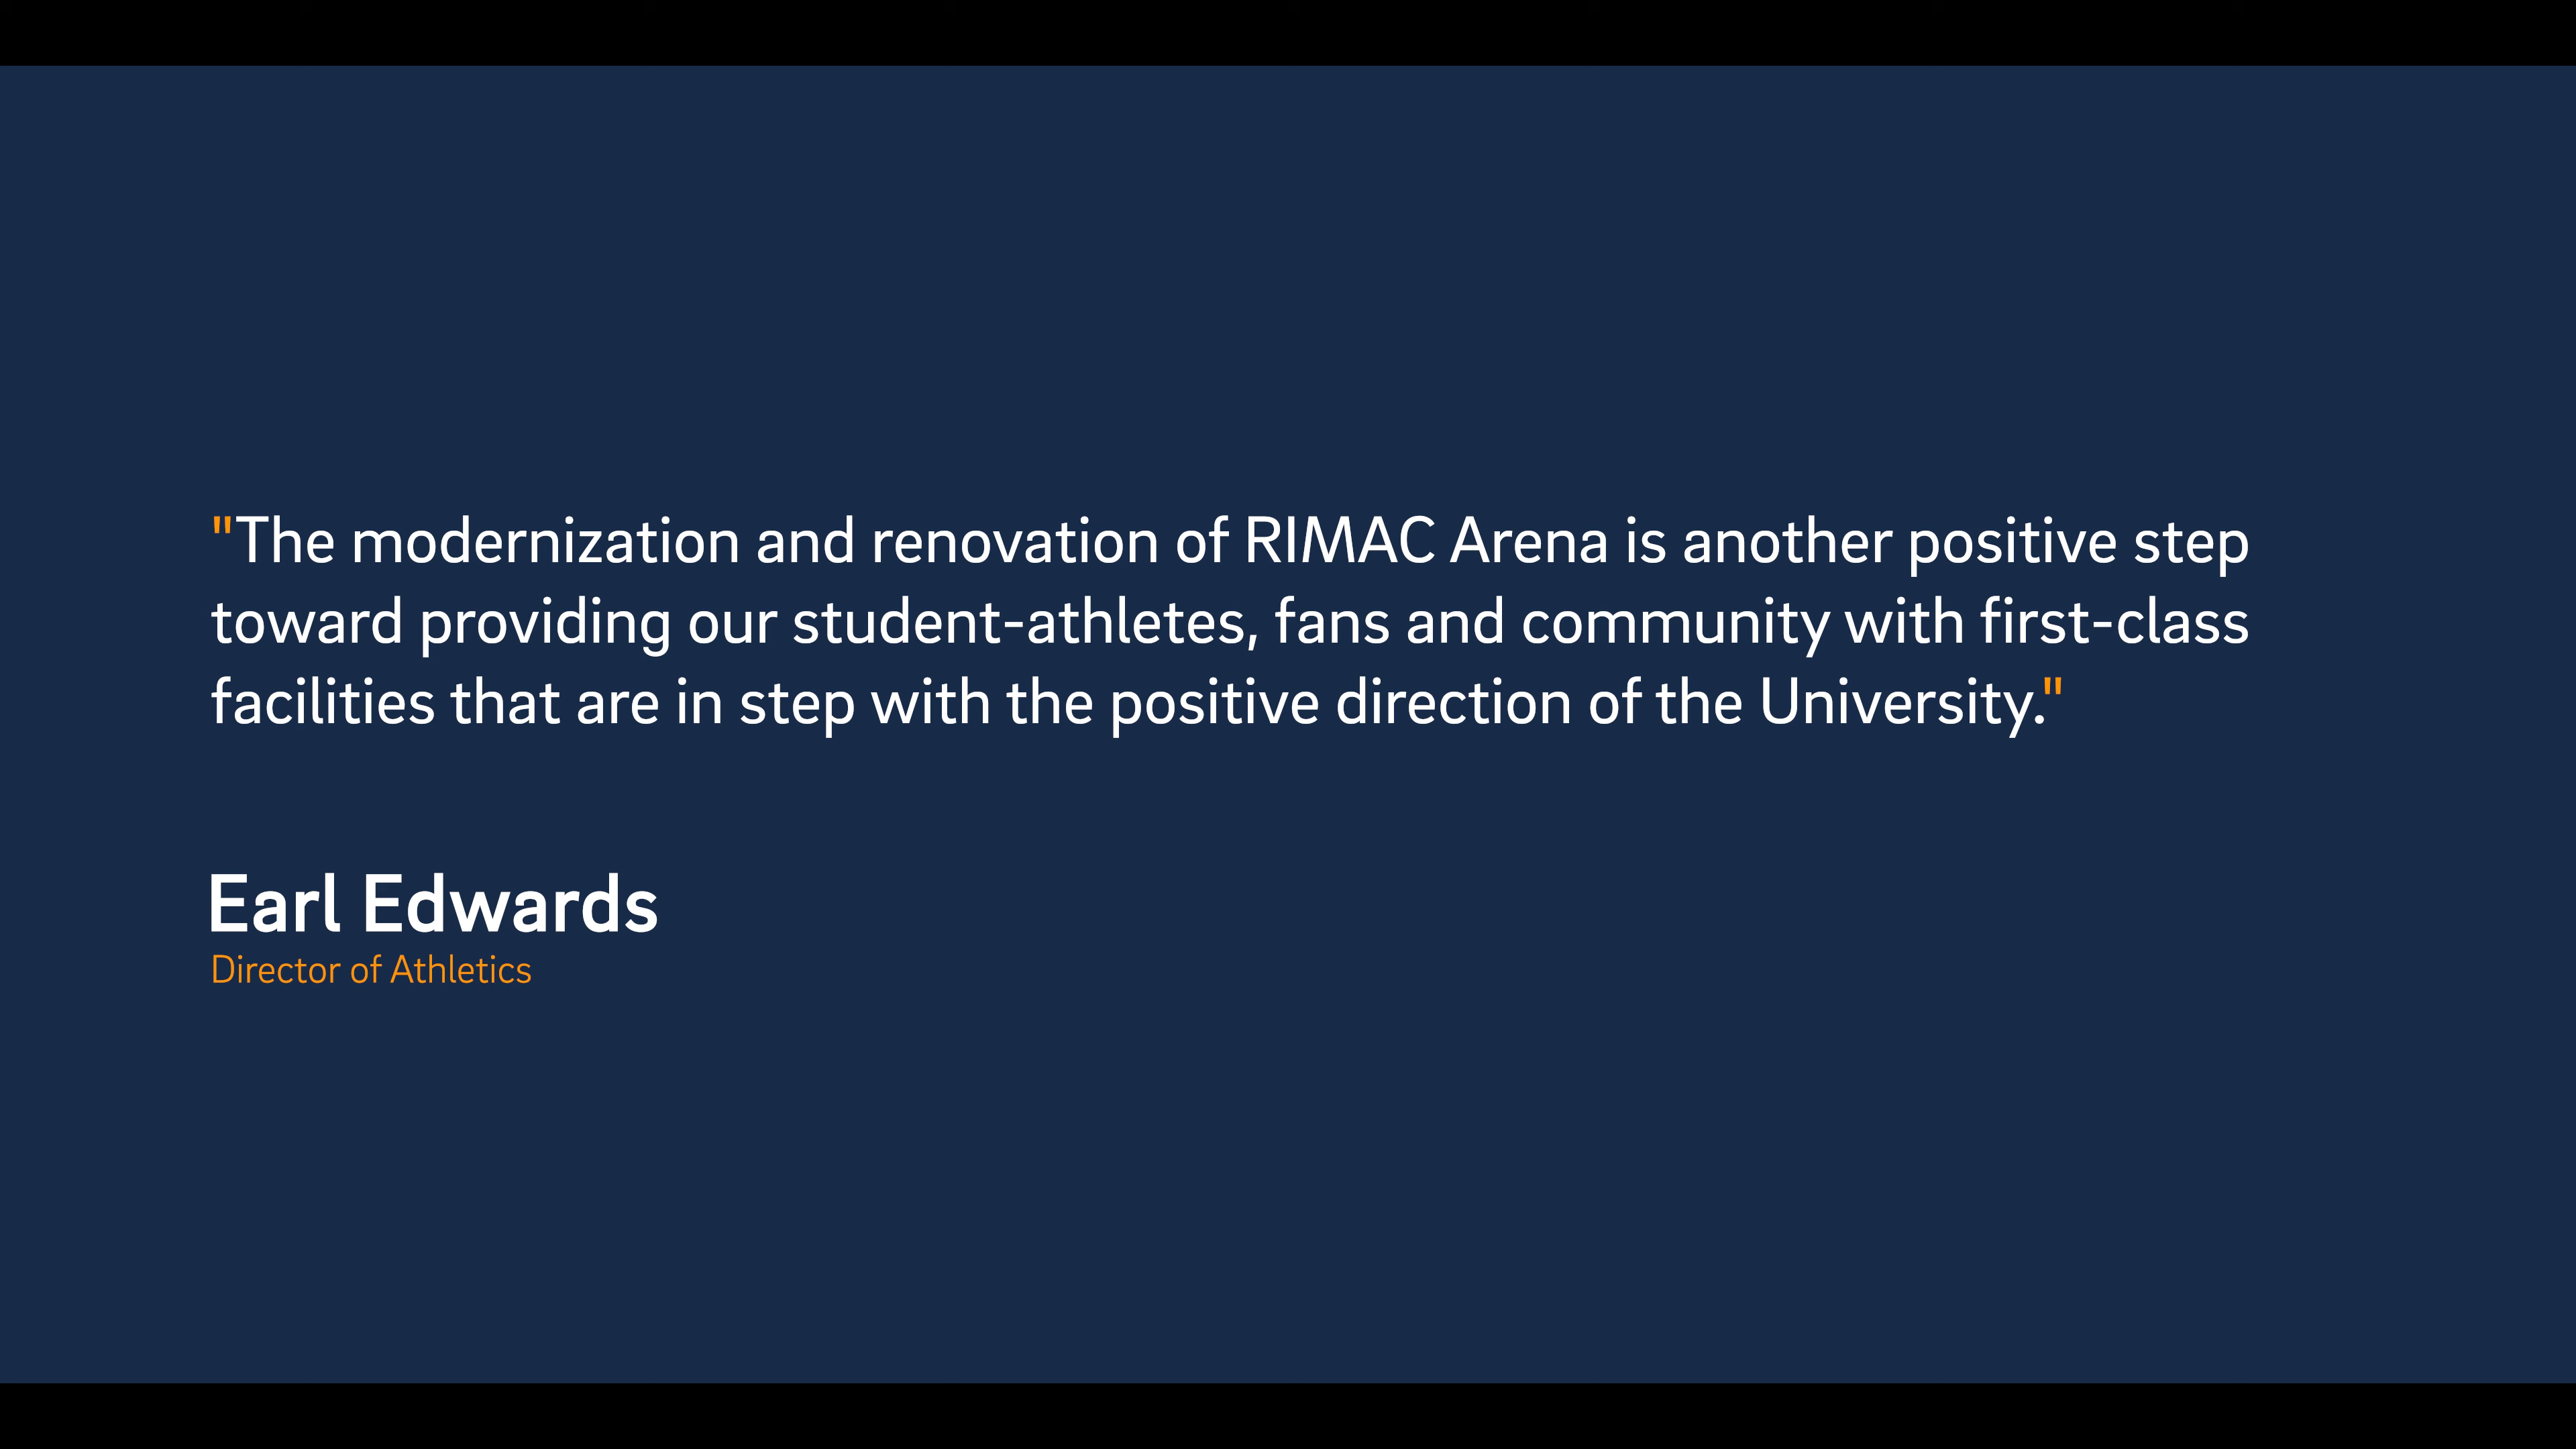 "The modernization and renovation of RIMAC Arena is another positive step
toward providing our student-athletes, fans and community with first-class
facilities that are in step with the positive direction of the University."
Earl Edwards
Director of Athletics